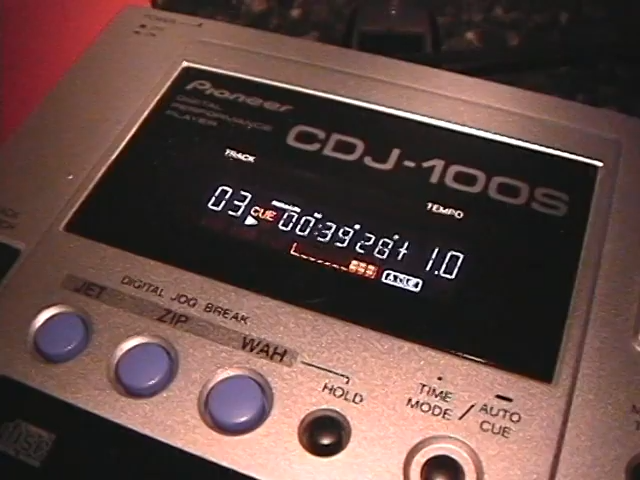 POWER
Pioneer
DIGITAL
PERFORMANCE
PLAYER
CDJ-100S
TRACK
TEMPO
03 CUE 00:39 28 + 1.0
DIGITAL JOG BREAK
JET
ZIP
WAH
HOLD
TIME
MODE / AUTO
CUE